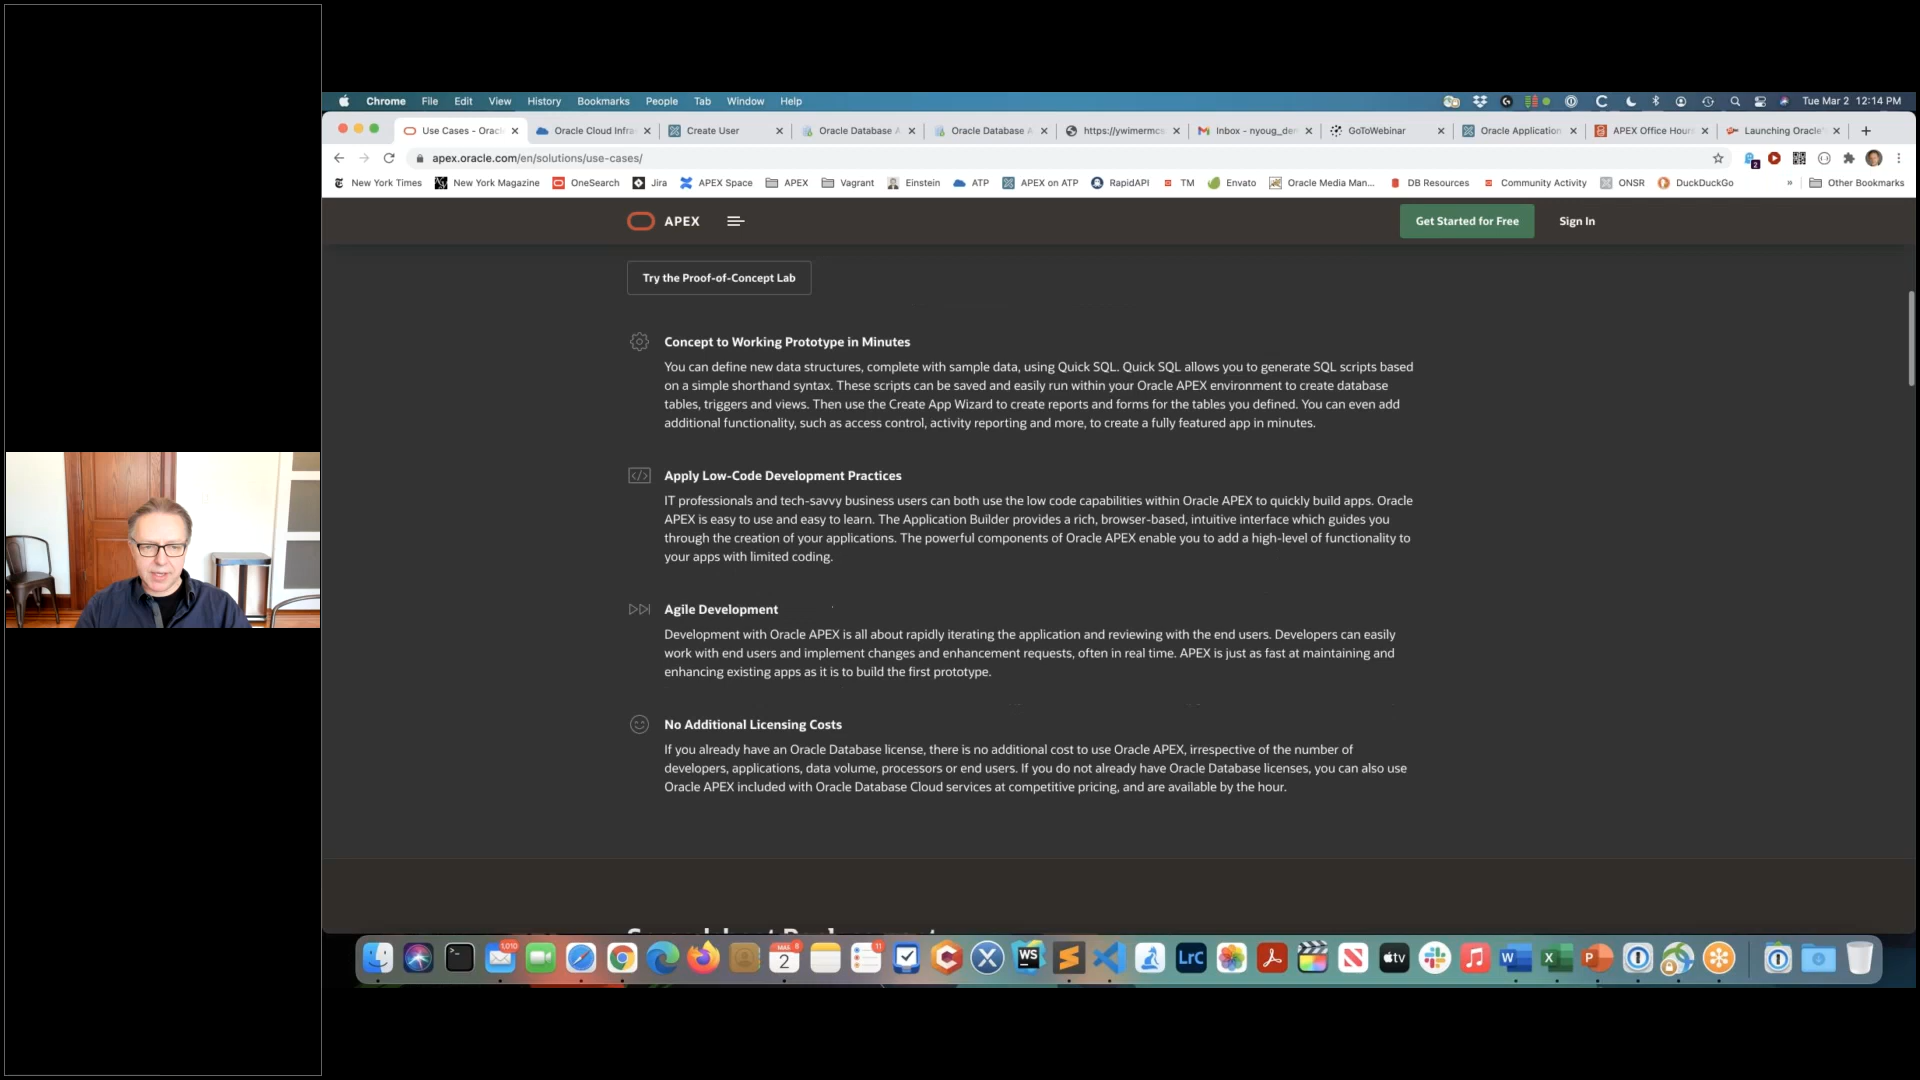 Chrome File Edit View History Bookmarks People Tab Window Help
Tue Mar 2 12:14 PM
Use Cases - Oracl
Oracle Cloud Infra
Create User
Oracle Database A
Oracle Database A
https://ywimermcs
Inbox - nyoug_de
GoToWebinar
Oracle Application
APEX Office Hour
Launching Oracle'
apex.oracle.com/en/solutions/use-cases/
2
New York Times
New York Magazine
OneSearch
Jira
APEX Space
APEX
Vagrant
Einstein
ATP
APEX on ATP
RapidAPI
TM
Envato
Oracle Media Man...
DB Resources
Community Activity
ONSR
DuckDuckGo
»
Other Bookmarks
APEX
Get Started for Free
Sign In
Try the Proof-of-Concept Lab
Concept to Working Prototype in Minutes
You can define new data structures, complete with sample data, using Quick SQL. Quick SQL allows you to generate SQL scripts based
on a simple shorthand syntax. These scripts can be saved and easily run within your Oracle APEX environment to create database
tables, triggers and views. Then use the Create App Wizard to create reports and forms for the tables you defined. You can even add
additional functionality, such as access control, activity reporting and more, to create a fully featured app in minutes.
Apply Low-Code Development Practices
IT professionals and tech-savvy business users can both use the low code capabilities within Oracle APEX to quickly build apps. Oracle
APEX is easy to use and easy to learn. The Application Builder provides a rich, browser-based, intuitive interface which guides you
through the creation of your applications. The powerful components of Oracle APEX enable you to add a high-level of functionality to
your apps with limited coding.
Agile Development
Development with Oracle APEX is all about rapidly iterating the application and reviewing with the end users. Developers can easily
work with end users and implement changes and enhancement requests, often in real time. APEX is just as fast at maintaining and
enhancing existing apps as it is to build the first prototype.
No Additional Licensing Costs
If you already have an Oracle Database license, there is no additional cost to use Oracle APEX, irrespective of the number of
developers, applications, data volume, processors or end users. If you do not already have Oracle Database licenses, you can also use
Oracle APEX included with Oracle Database Cloud services at competitive pricing, and are available by the hour.
1,010
MAR
2
11
WS
LrC
tv
W
X
P